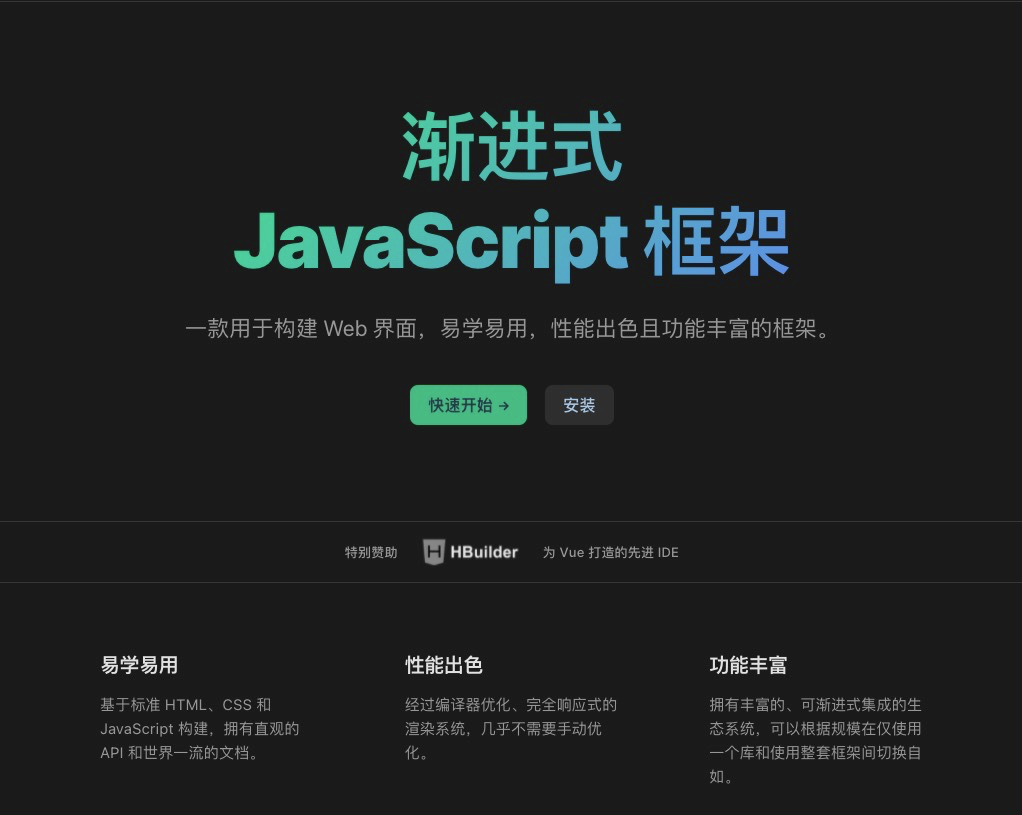 渐进式
JavaScript 框架
一款用于构建 Web 界面，易学易用，性能出色且功能丰富的框架。
快速开始 →
安装
特别赞助 HBuilder 为 Vue 打造的先进 IDE
易学易用
基于标准 HTML、CSS 和
JavaScript 构建，拥有直观的
API 和世界一流的文档。
性能出色
经过编译器优化、完全响应式的
渲染系统，几乎不需要手动优
化。
功能丰富
拥有丰富的、可渐进式集成的生
态系统，可以根据规模在仅使用
一个库和使用整套框架间切换自
如。